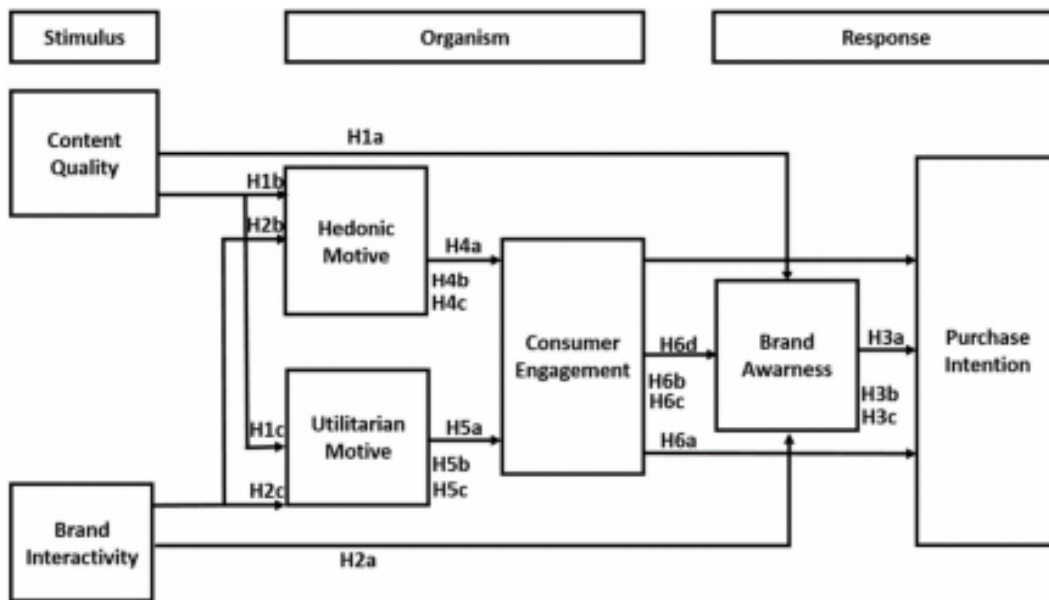 Stimulus
Organism
Response
Content
Quality
H1a
H1b
H2b
Hedonic
Motive
H4a
H4b
H4c
Consumer
Engagement
H6d
H6b
H6c
H6a
Brand
Awarness
H3a
H3b
H3c
Purchase
Intention
H1c
Utilitarian
Motive
H5a
H5b
H5c
H2c
Brand
Interactivity
H2a